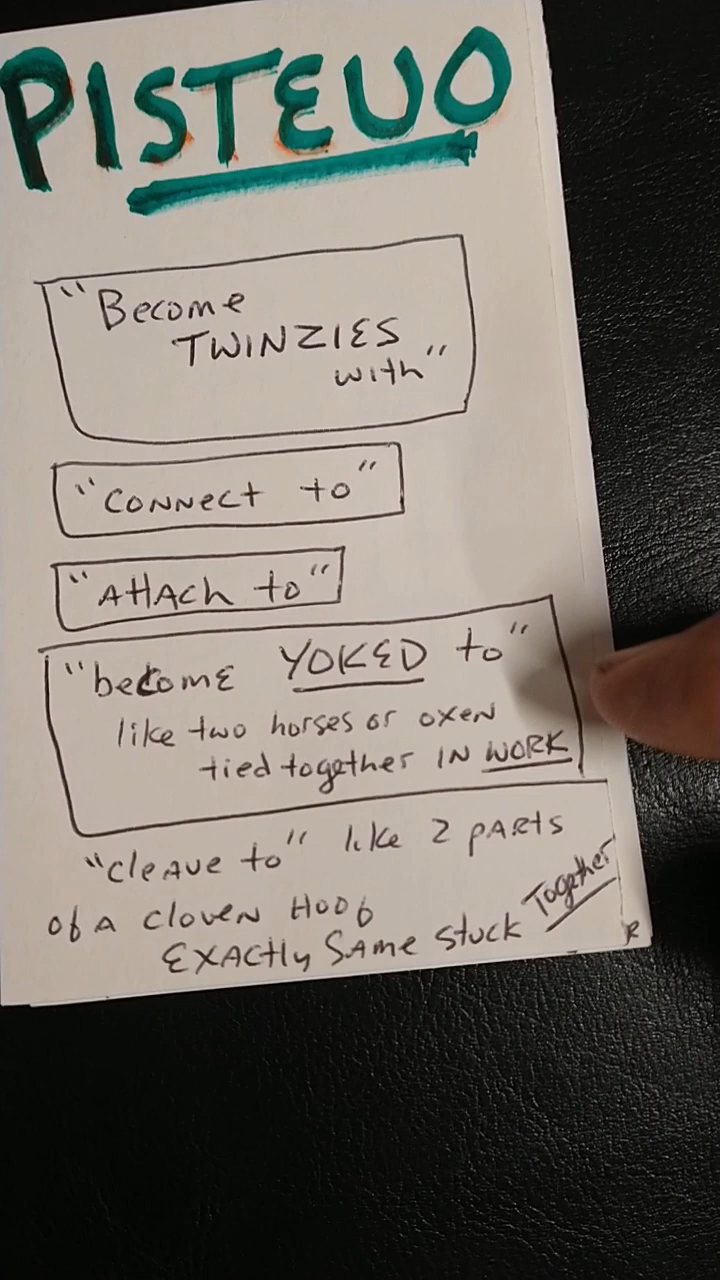 PISTEUO
"Become
TWINZIES
with"
"CONNECT to"
"AttACH to"
"become YOKED to"
like two horses or oxen
tied together IN WORK
"cleave to" like 2 parts
of a cloven Hoof
EXACtly SAme stuck Together
R